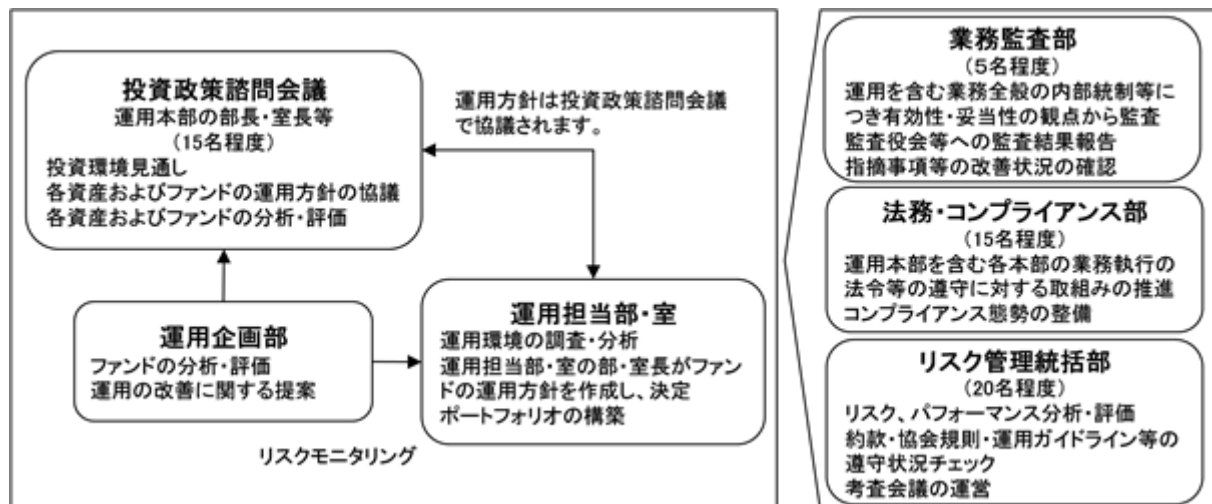 投資政策諮問会議
運用本部の部長・室長等
(15名程度)
投資環境見通し
各資産およびファンドの運用方針の協議
各資産およびファンドの分析・評価
運用方針は投資政策諮問会議
で協議されます。
運用企画部
ファンドの分析・評価
運用の改善に関する提案
運用担当部・室
運用環境の調査・分析
運用担当部・室の部・室長がファン
ドの運用方針を作成し、決定
ポートフォリオの構築
リスクモニタリング
業務監査部
(5名程度)
運用を含む業務全般の内部統制等に
つき有効性・妥当性の観点から監査
監査役会等への監査結果報告
指摘事項等の改善状況の確認
法務・コンプライアンス部
(15名程度)
運用本部を含む各本部の業務執行の
法令等の遵守に対する取組みの推進
コンプライアンス態勢の整備
リスク管理統括部
(20名程度)
リスク、パフォーマンス分析・評価
約款・協会規則・運用ガイドライン等の
遵守状況チェック
考査会議の運営